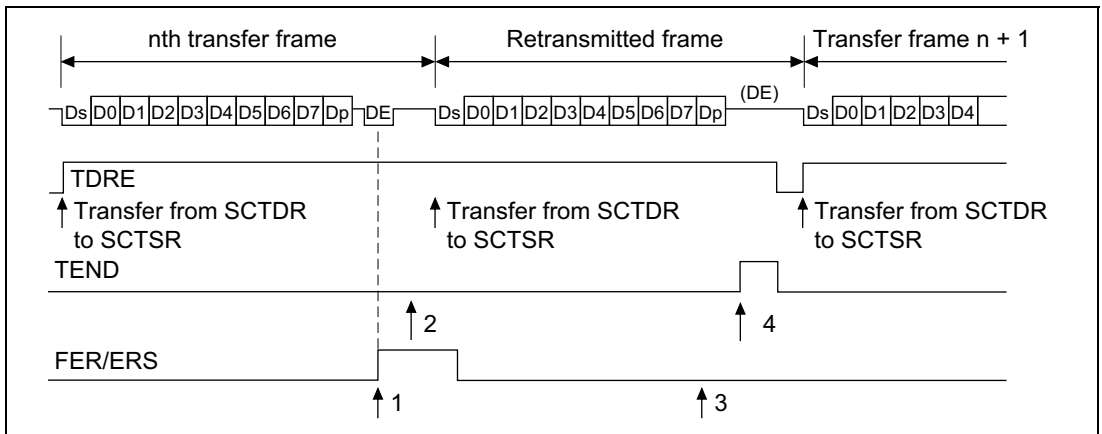 nth transfer frame
Retransmitted frame
Transfer frame n + 1
(DE)
Ds D0 D1 D2 D3 D4 D5 D6 D7 Dp DE Ds D0 D1 D2 D3 D4 D5 D6 D7 Dp Ds D0 D1 D2 D3 D4
TDRE
Transfer from SCTDR
to SCTSR
Transfer from SCTDR
to SCTSR
Transfer from SCTDR
to SCTSR
TEND
2
4
FER/ERS
1
3